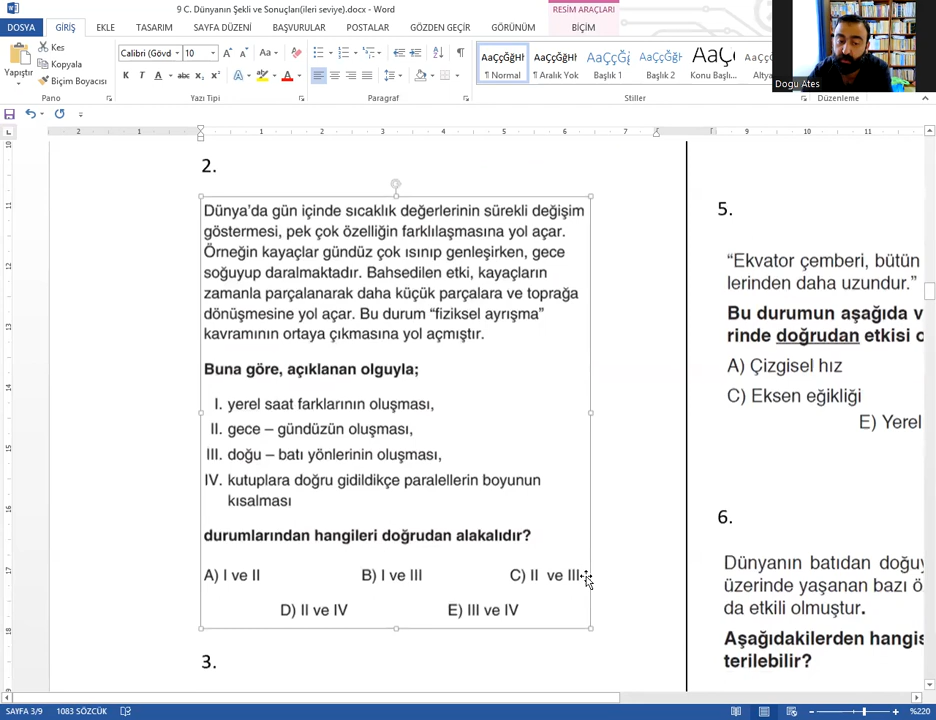 9 C. Dünyanın Şekli ve Sonuçları(ileri seviye).docx - Word
RESİM ARAÇLARI
DOSYA GİRİŞ EKLE TASARIM SAYFA DÜZENİ BAŞVURULAR POSTALAR GÖZDEN GEÇİR GÖRÜNÜM BİÇİM
Yapıştır
Kes
Kopyala
Biçim Boyacısı
Pano
Calibri (Gövd 10
Yazı Tipi
Paragraf
AaÇçĞğHł AaÇçĞğHł AaÇçĞğ AaÇçĞğ AaÇç
¶ Normal ¶ Aralık Yok Başlık 1 Başlık 2 Konu Başl... Altya
Stiller
Düzenleme
Dogu Ates
2.
Dünya'da gün içinde sıcaklık değerlerinin sürekli değişim
göstermesi, pek çok özelliğin farklılaşmasına yol açar.
Örneğin kayaçlar gündüz çok ısınıp genleşirken, gece
soğuyup daralmaktadır. Bahsedilen etki, kayaçların
zamanla parçalanarak daha küçük parçalara ve toprağa
dönüşmesine yol açar. Bu durum "fiziksel ayrışma"
kavramının ortaya çıkmasına yol açmıştır.
Buna göre, açıklanan olguyla;
I. yerel saat farklarının oluşması,
II. gece – gündüzün oluşması,
III. doğu – batı yönlerinin oluşması,
IV. kutuplara doğru gidildikçe paralellerin boyunun
kısalması
durumlarından hangileri doğrudan alakalıdır?
A) I ve II B) I ve III C) II ve III
D) II ve IV E) III ve IV
3.
5.
"Ekvator çemberi, bütün
lerinden daha uzundur."
Bu durumun aşağıda v
rinde doğrudan etkisi o
A) Çizgisel hız
C) Eksen eğikliği
E) Yerel
6.
Dünyanın batıdan doğuy
üzerinde yaşanan bazı ö
da etkili olmuştur.
Aşağıdakilerden hangis
terilebilir?
SAYFA 3/9 1083 SÖZCÜK %220